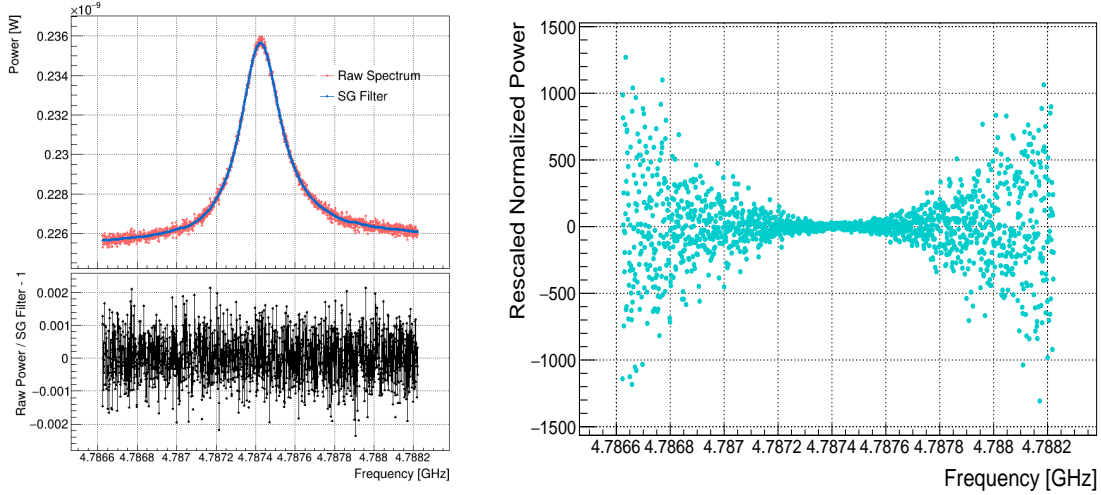 ×10⁻⁹
Power [W]
0.236
0.234
0.232
0.23
0.228
0.226
Raw Spectrum
SG Filter
Raw Power / SG Filter - 1
0.002
0.001
0
−0.001
−0.002
4.7866 4.7868 4.787 4.7872 4.7874 4.7876 4.7878 4.788 4.7882
Frequency [GHz]
Rescaled Normalized Power
1500
1000
500
0
−500
−1000
−1500
4.7866 4.7868 4.787 4.7872 4.7874 4.7876 4.7878 4.788 4.7882
Frequency [GHz]